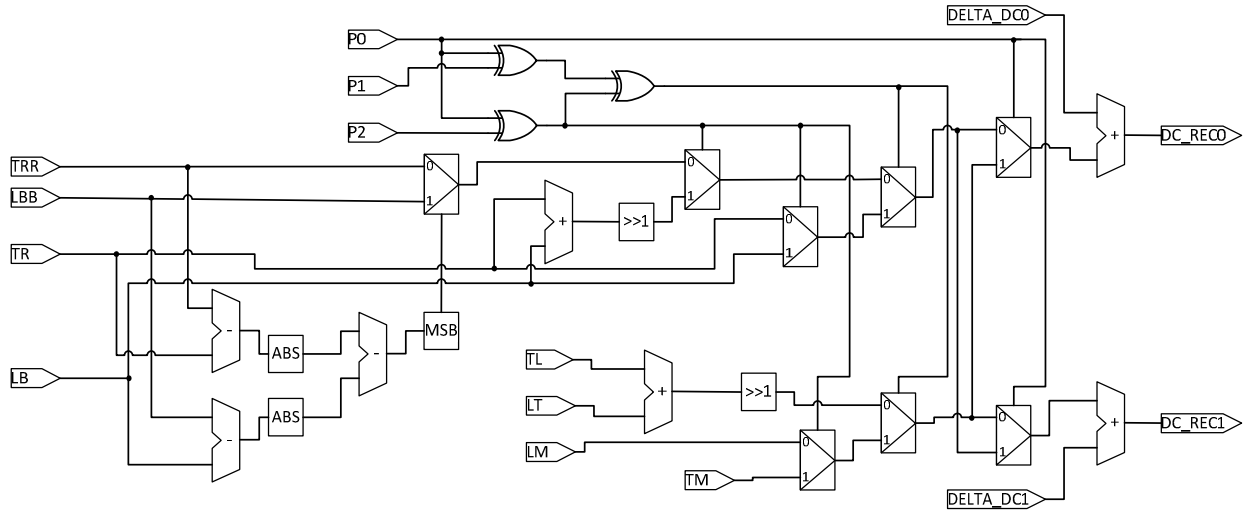 DELTA_DC0
P0
P1
P2
+
DC_REC0
TRR
0
0
0
0
1
LBB
1
1
1
+
>>1
0
1
TR
1
-
ABS
-
MSB
LB
TL
+
>>1
0
0
LT
ABS
-
1
1
+
DC_REC1
LM
0
TM
1
DELTA_DC1